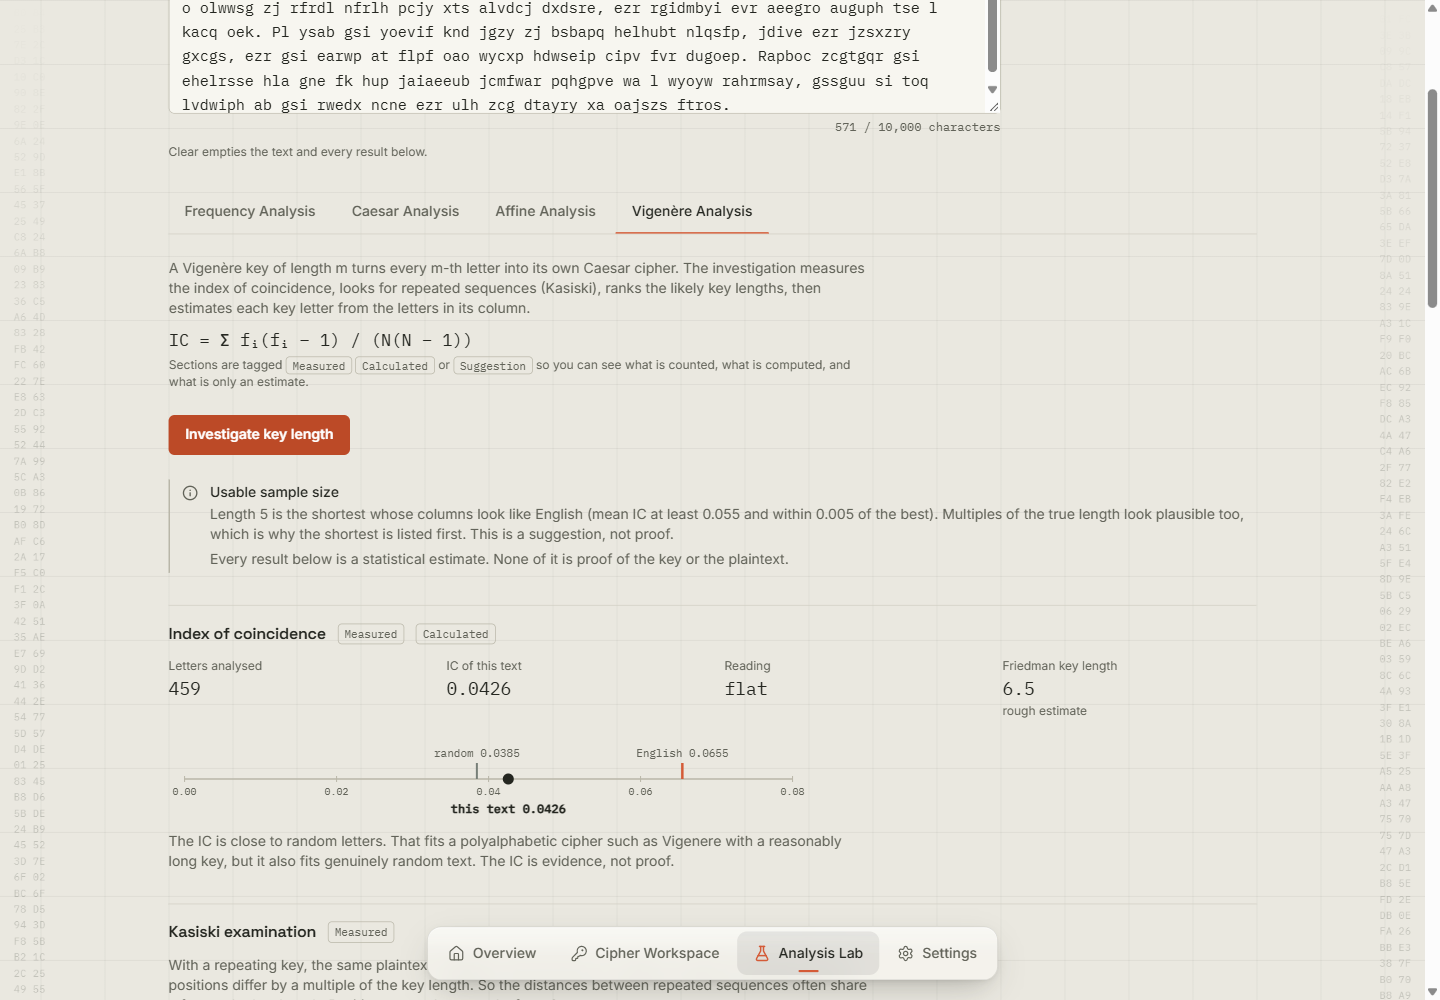 o olwwsg zj rfrdl nfrlh pcjy xts alvdcj dxdsre, ezr rgidmbyi evr aeegro auguph tse l
kacq oek. Pl ysab gsi yoevif knd jgzy zj bsbapq helhubt nlqsfp, jdive ezr jzsxzry
gxcgs, ezr gsi earwp at flpf oao wycxp hdwseip cipv fvr dugoep. Rapboc zcgtgqr gsi
ehelrsse hla gne fk hup jaiaeeub jcmfwar pqhgpve wa l wyoyw rahrmsay, gssguu si toq
lvdwiph ab gsi rwedx ncne ezr ulh zcg dtayry xa oajszs ftros.
571 / 10,000 characters
Clear empties the text and every result below.
Frequency Analysis
Caesar Analysis
Affine Analysis
Vigenère Analysis
A Vigenère key of length m turns every m-th letter into its own Caesar cipher. The investigation measures
the index of coincidence, looks for repeated sequences (Kasiski), ranks the likely key lengths, then
estimates each key letter from the letters in its column.
IC = Σ fᵢ(fᵢ − 1) / (N(N − 1))
Sections are tagged Measured Calculated or Suggestion so you can see what is counted, what is computed, and
what is only an estimate.
Investigate key length
Usable sample size
Length 5 is the shortest whose columns look like English (mean IC at least 0.055 and within 0.005 of the best). Multiples of the true length look plausible too,
which is why the shortest is listed first. This is a suggestion, not proof.
Every result below is a statistical estimate. None of it is proof of the key or the plaintext.
Index of coincidence Measured Calculated
Letters analysed
459
IC of this text
0.0426
Reading
flat
Friedman key length
6.5
rough estimate
random 0.0385
English 0.0655
0.00 0.02 0.04 0.06 0.08
this text 0.0426
The IC is close to random letters. That fits a polyalphabetic cipher such as Vigenere with a reasonably
long key, but it also fits genuinely random text. The IC is evidence, not proof.
Kasiski examination Measured
With a repeating key, the same plaintex
positions differ by a multiple of the key length. So the distances between repeated sequences often share
Overview
Cipher Workspace
Analysis Lab
Settings